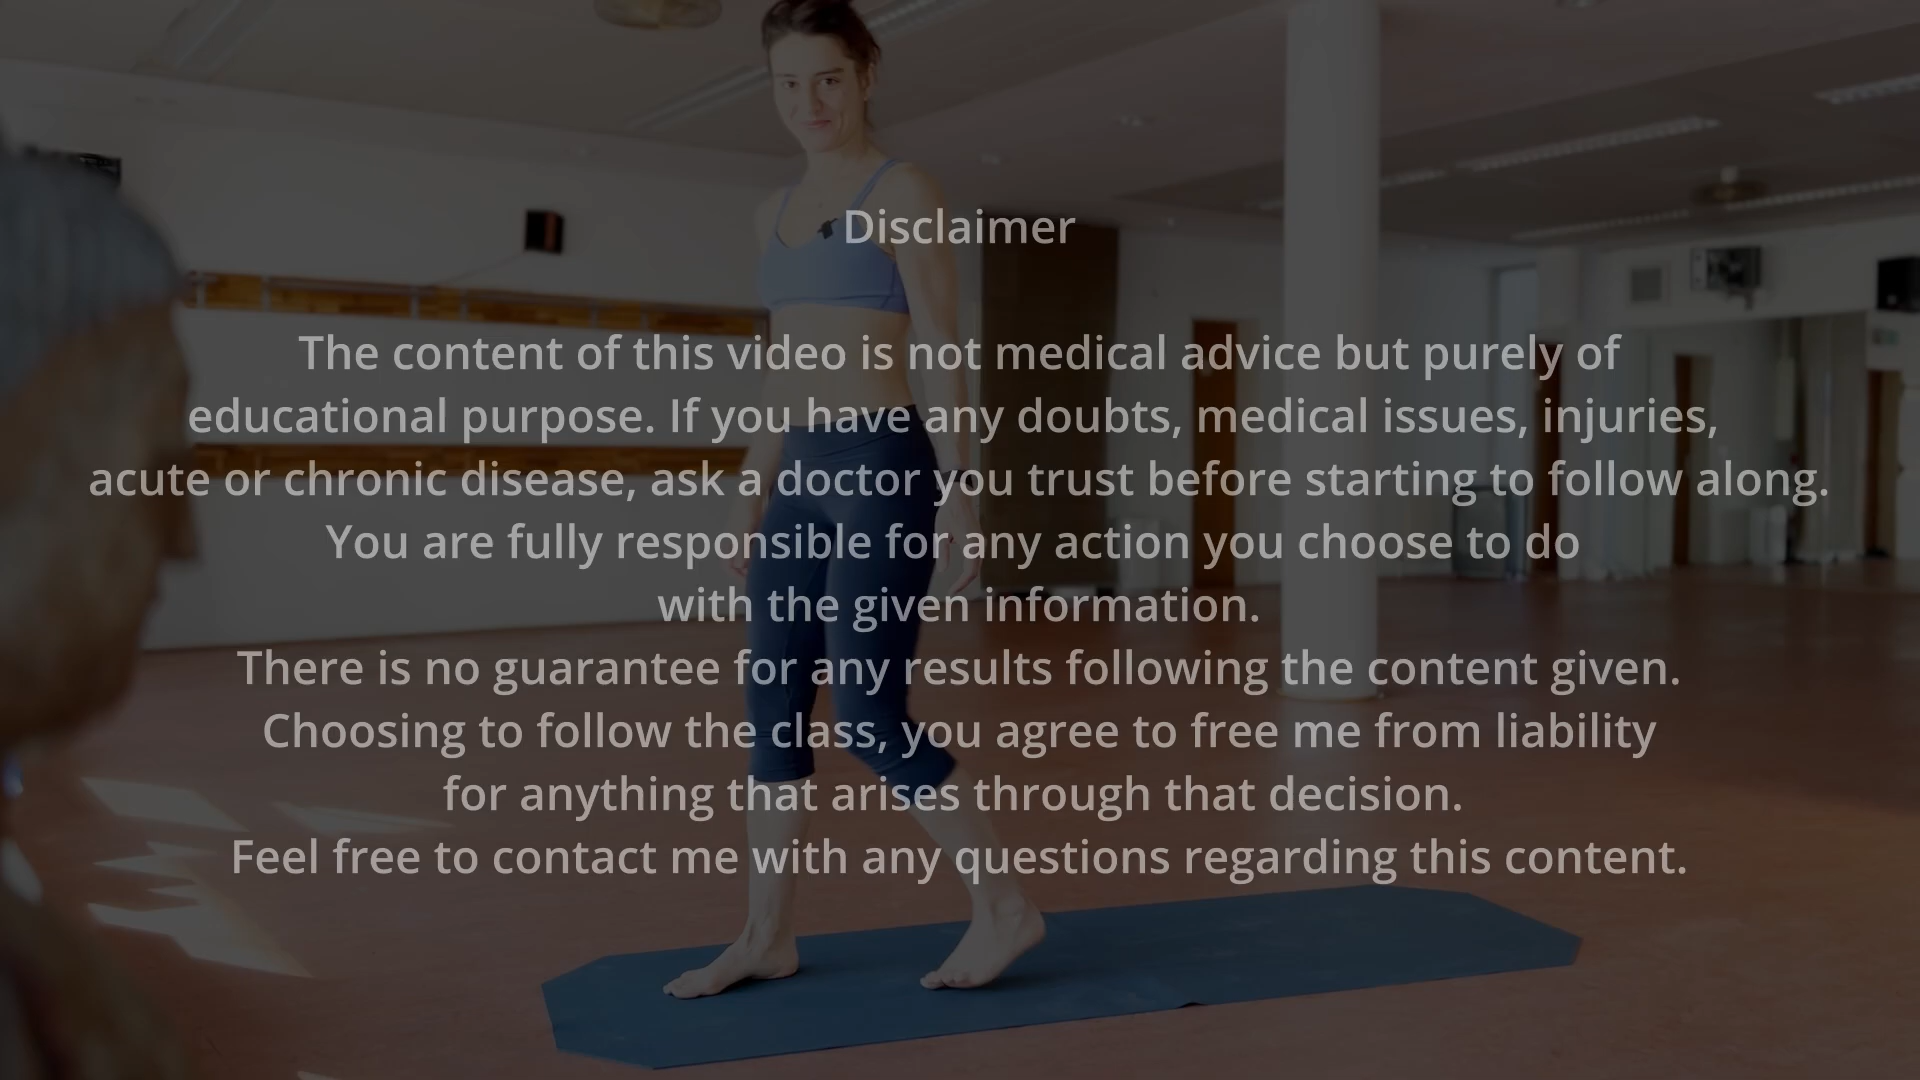 Disclaimer
The content of this video is not medical advice but purely of
educational purpose. If you have any doubts, medical issues, injuries,
acute or chronic disease, ask a doctor you trust before starting to follow along.
You are fully responsible for any action you choose to do
with the given information.
There is no guarantee for any results following the content given.
Choosing to follow the class, you agree to free me from liability
for anything that arises through that decision.
Feel free to contact me with any questions regarding this content.